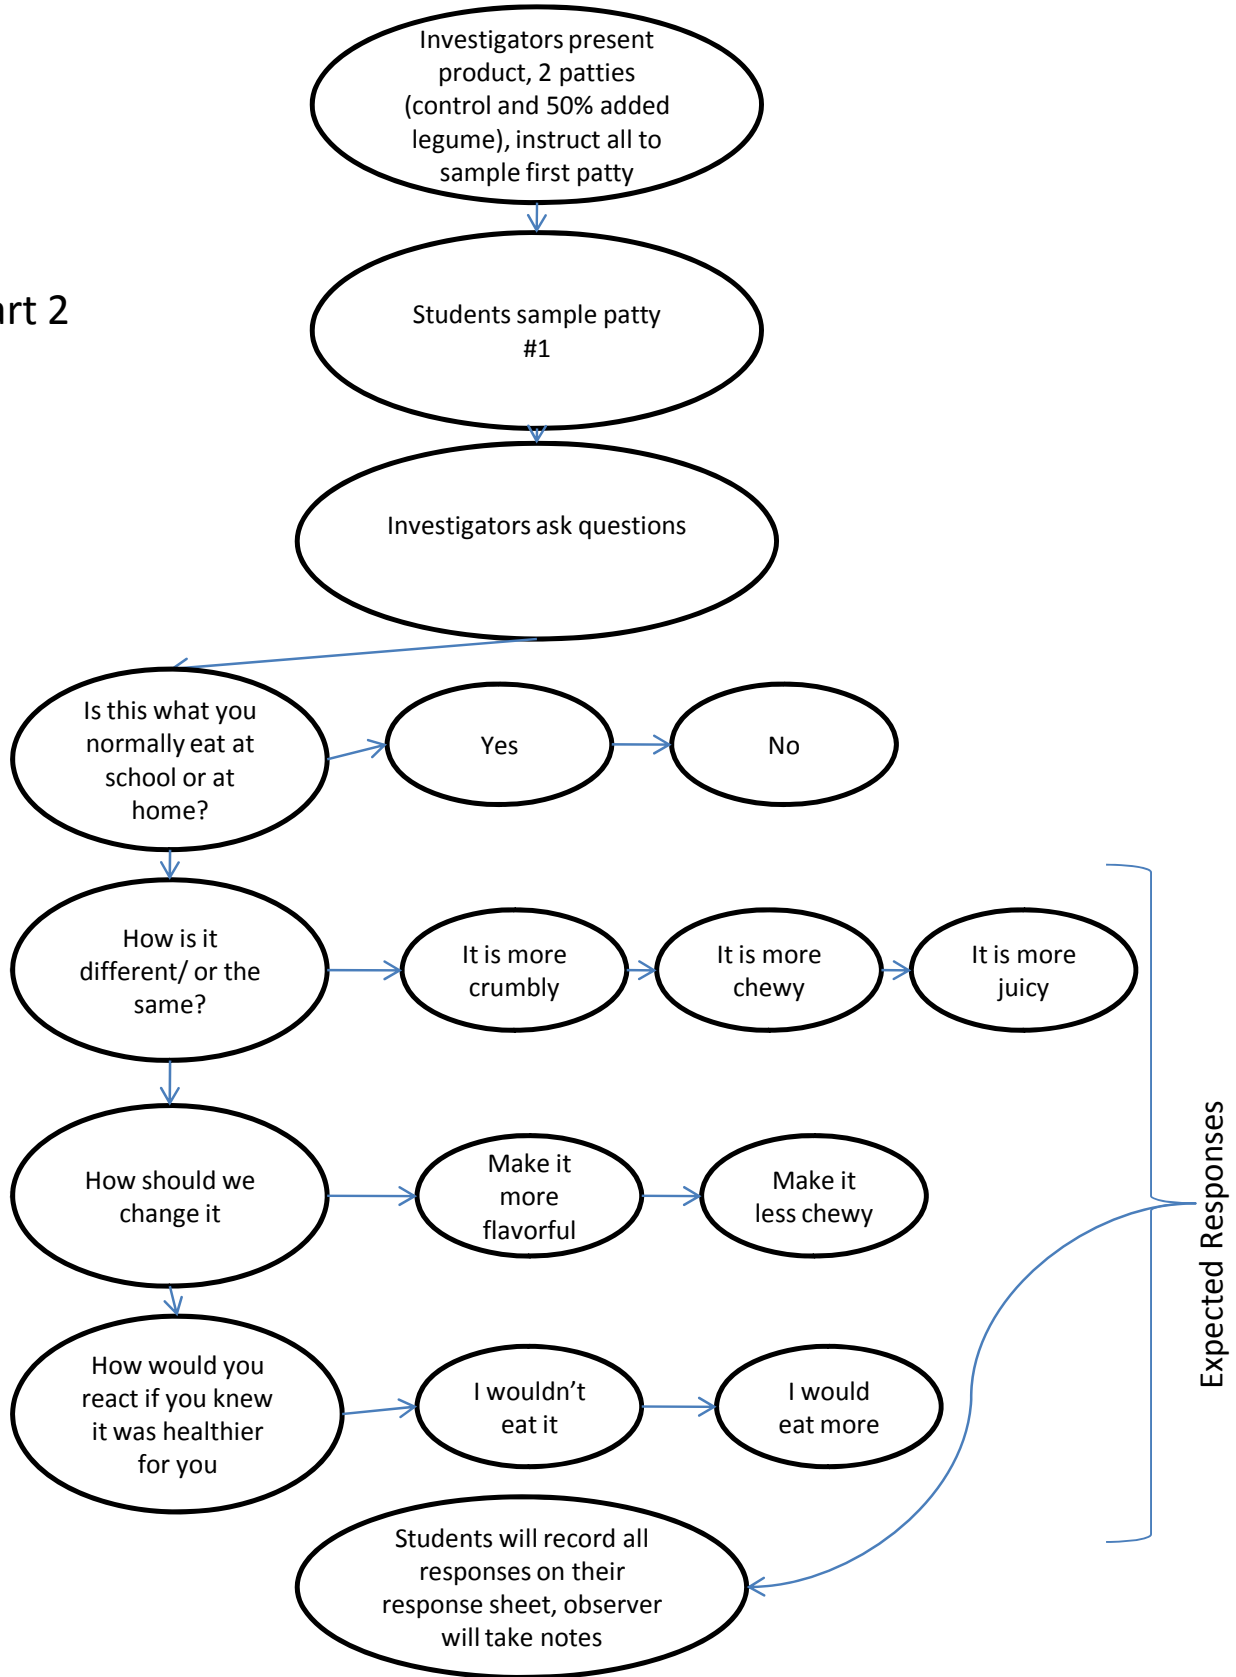 Investigators present
product, 2 patties
(control and 50% added
legume), instruct all to
sample first patty
art 2
Students sample patty
#1
Investigators ask questions
Is this what you
normally eat at
school or at
home?
Yes
No
How is it
different/ or the
same?
It is more
crumbly
It is more
chewy
It is more
juicy
How should we
change it
Make it
more
flavorful
Make it
less chewy
How would you
react if you knew
it was healthier
for you
I wouldn't
eat it
I would
eat more
Expected Responses
Students will record all
responses on their
response sheet, observer
will take notes